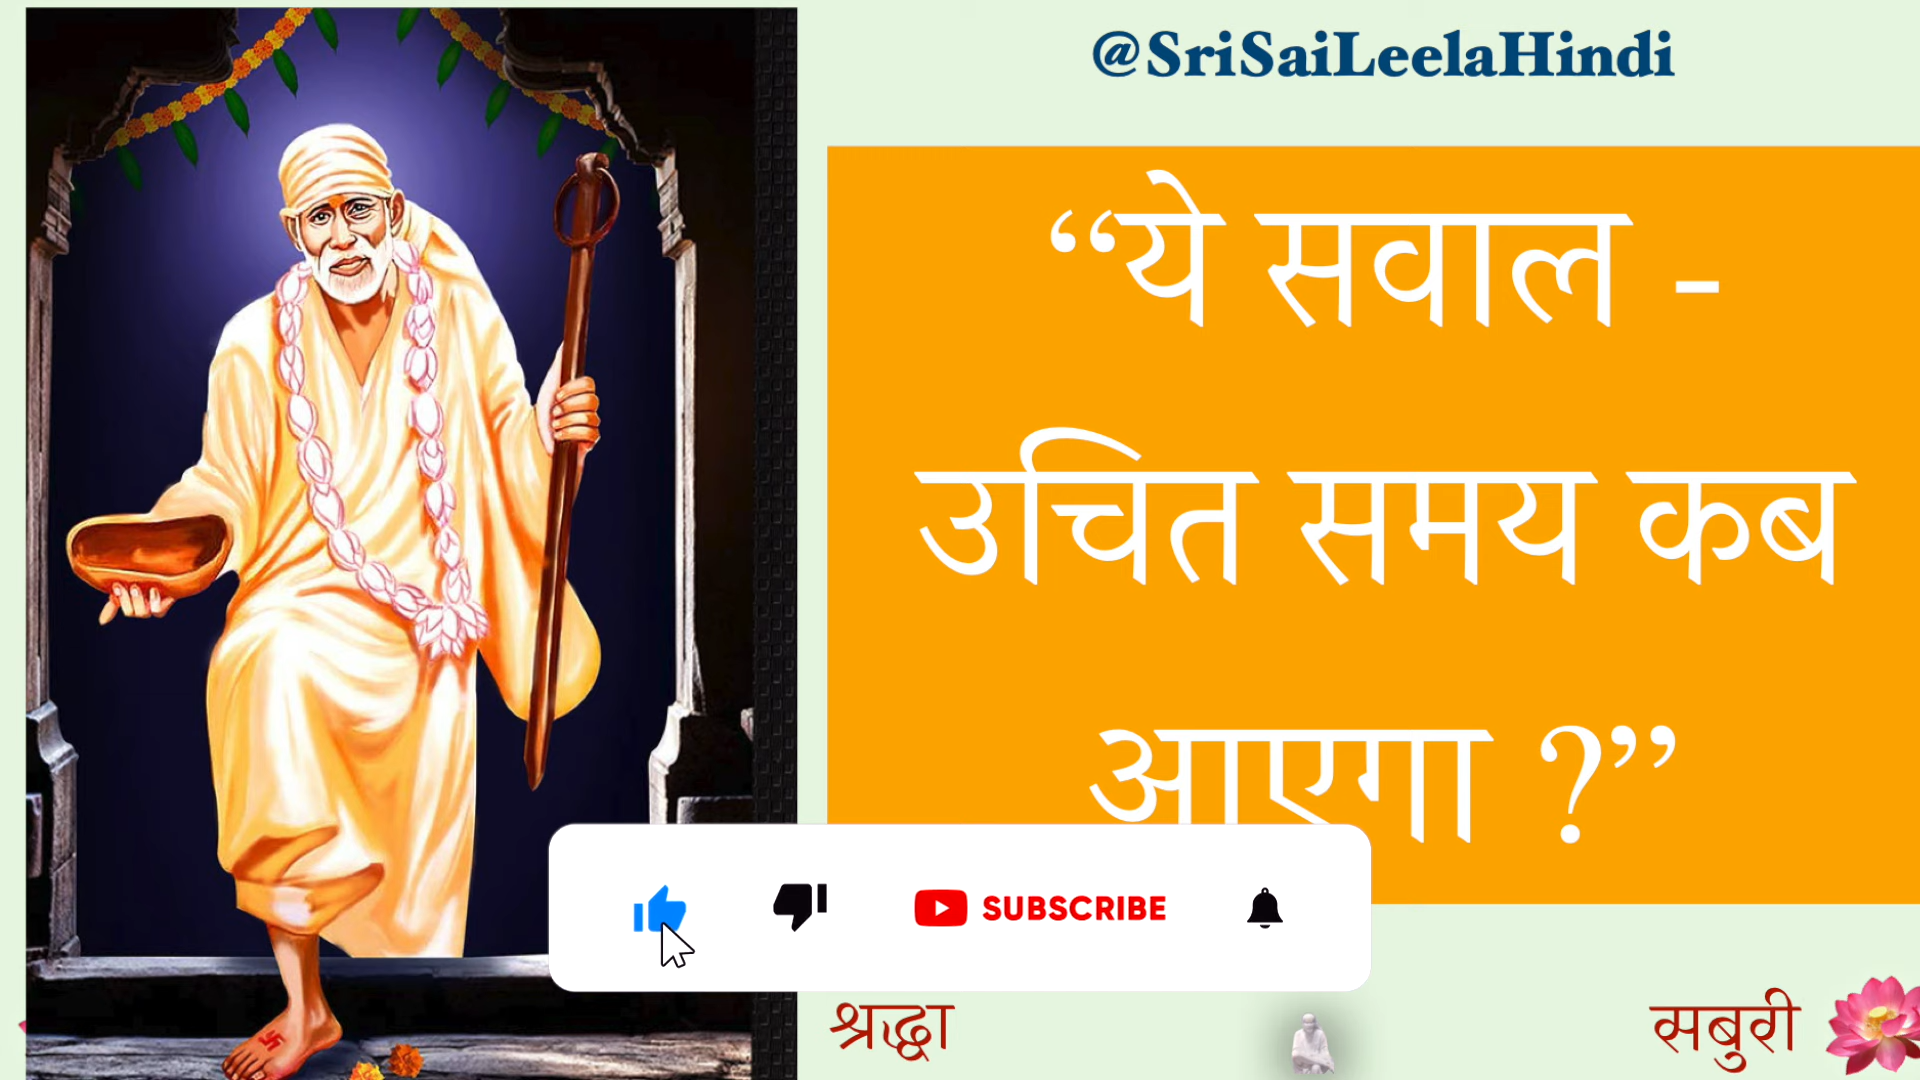 @SriSaiLeelaHindi
“ये सवाल -
उचित समय कब
आएगा ?”
SUBSCRIBE
श्रद्धा
सबुरी